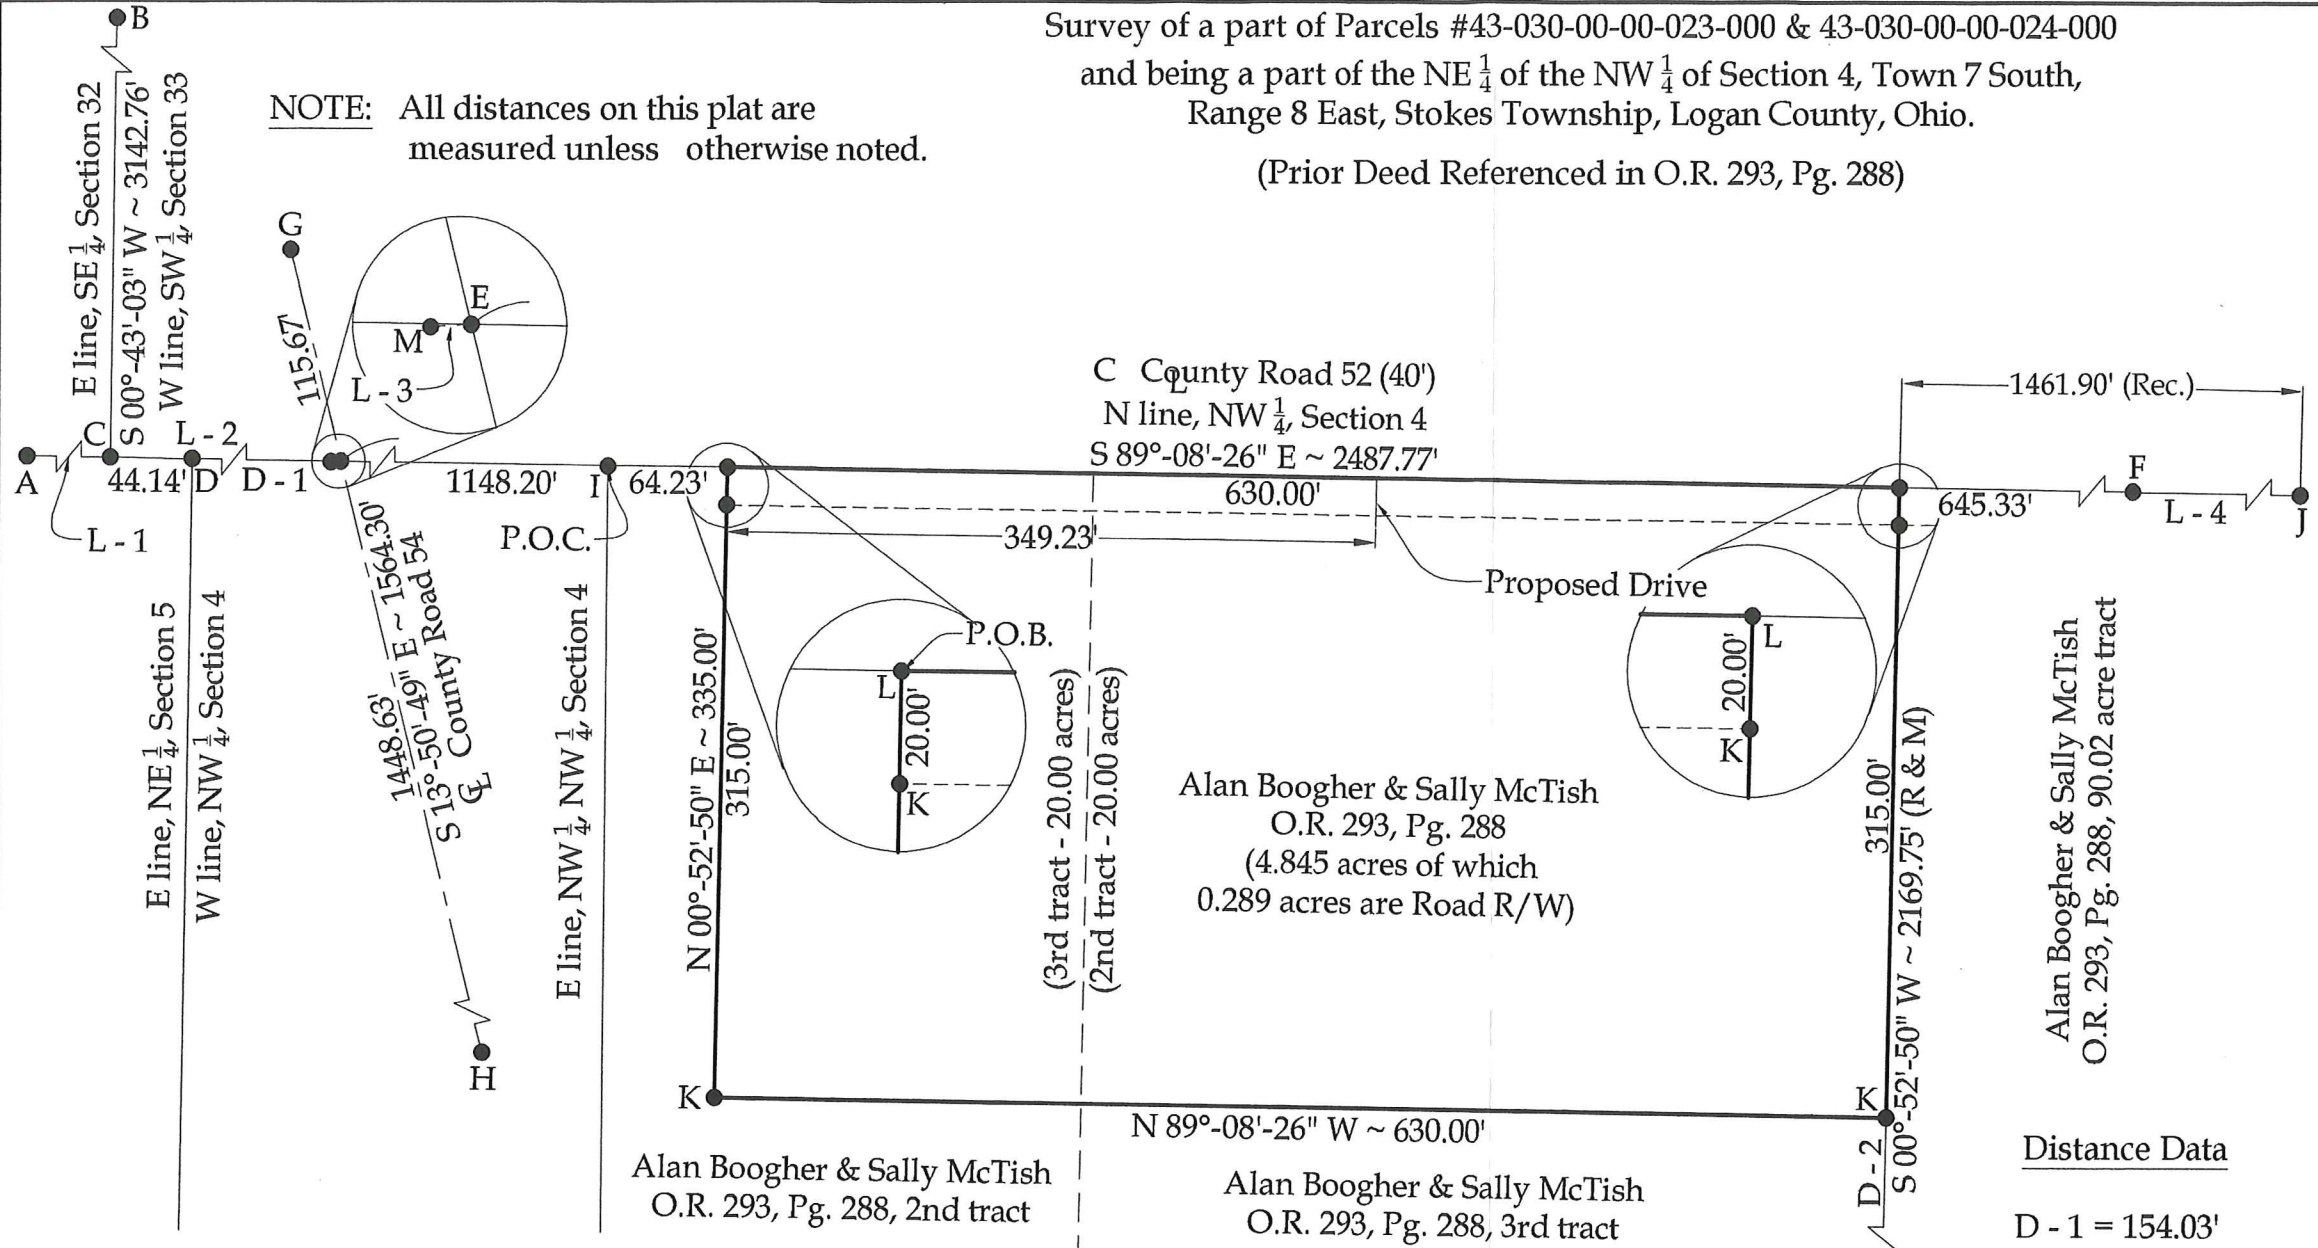 Survey of a part of Parcels #43-030-00-00-023-000 & 43-030-00-00-024-000
and being a part of the NE 1/4 of the NW 1/4 of Section 4, Town 7 South,
Range 8 East, Stokes Township, Logan County, Ohio.
(Prior Deed Referenced in O.R. 293, Pg. 288)
NOTE: All distances on this plat are
measured unless otherwise noted.
B
E line, SE 1/4, Section 32
S 00°-43'-03" W ~ 3142.76'
W line, SW 1/4, Section 33
G
115.67'
E
M
L - 3
C County Road 52 (40')
N line, NW 1/4, Section 4
S 89°-08'-26" E ~ 2487.77'
1461.90' (Rec.)
A
C
L - 2
44.14'
D
D - 1
L - 1
1148.20'
I
64.23'
P.O.C.
630.00'
349.23'
645.33'
F
L - 4
J
Proposed Drive
P.O.B.
L
20.00'
K
L
20.00'
K
E line, NE 1/4, Section 5
W line, NW 1/4, Section 4
1448.63'
S 13°-50'-49" E ~ 1564.30'
℄ County Road 54
H
E line, NW 1/4, NW 1/4, Section 4
N 00°-52'-50" E ~ 335.00'
315.00'
(3rd tract - 20.00 acres)
(2nd tract - 20.00 acres)
Alan Boogher & Sally McTish
O.R. 293, Pg. 288
(4.845 acres of which
0.289 acres are Road R/W)
315.00'
S 00°-52'-50" W ~ 2169.75' (R & M)
Alan Boogher & Sally McTish
O.R. 293, Pg. 288, 90.02 acre tract
K
N 89°-08'-26" W ~ 630.00'
K
D - 2
Alan Boogher & Sally McTish
O.R. 293, Pg. 288, 2nd tract
Alan Boogher & Sally McTish
O.R. 293, Pg. 288, 3rd tract
Distance Data
D - 1 = 154.03'